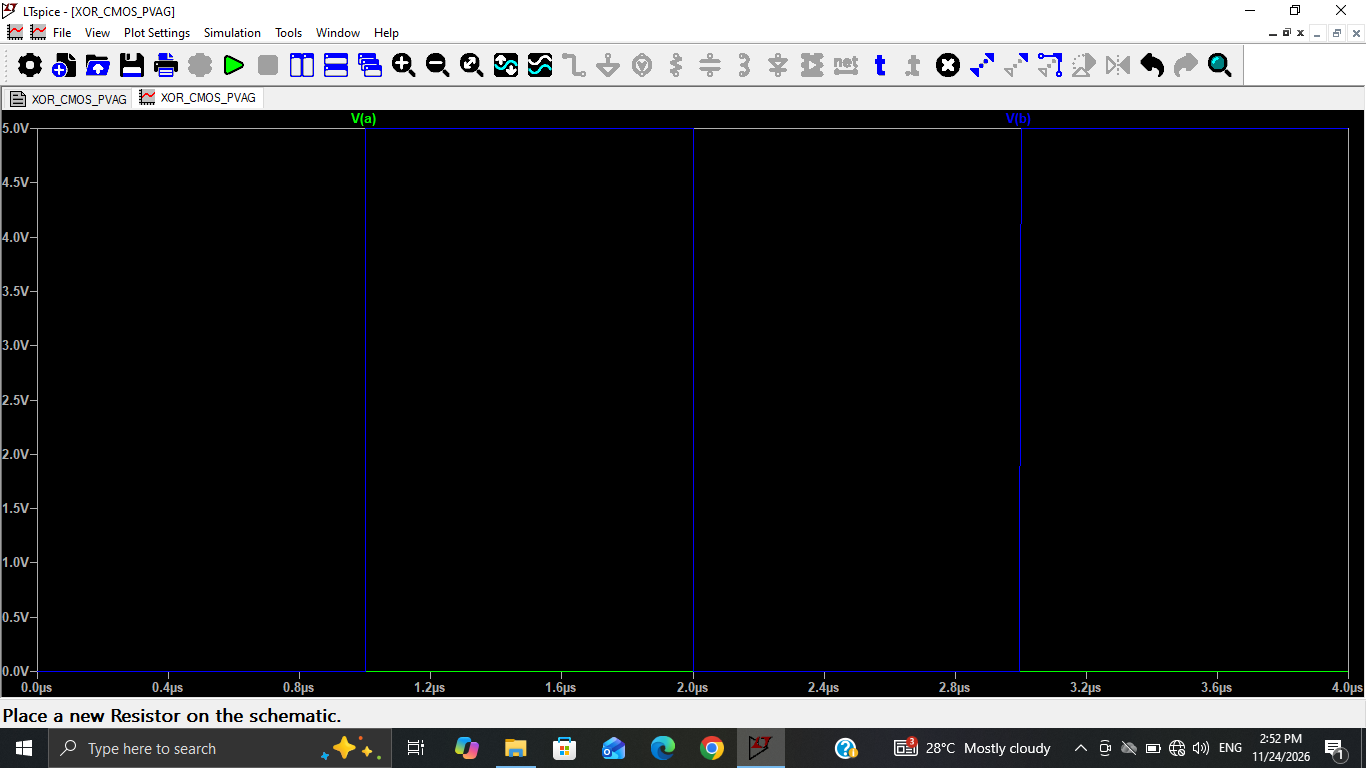 LTspice - [XOR_CMOS_PVAG]
File View Plot Settings Simulation Tools Window Help
XOR_CMOS_PVAG XOR_CMOS_PVAG
V(a) V(b)
5.0V
4.5V
4.0V
3.5V
3.0V
2.5V
2.0V
1.5V
1.0V
0.5V
0.0V
0.0µs 0.4µs 0.8µs 1.2µs 1.6µs 2.0µs 2.4µs 2.8µs 3.2µs 3.6µs 4.0µs
Place a new Resistor on the schematic.
Type here to search 3 28°C Mostly cloudy ENG 2:52 PM 1
11/24/2026